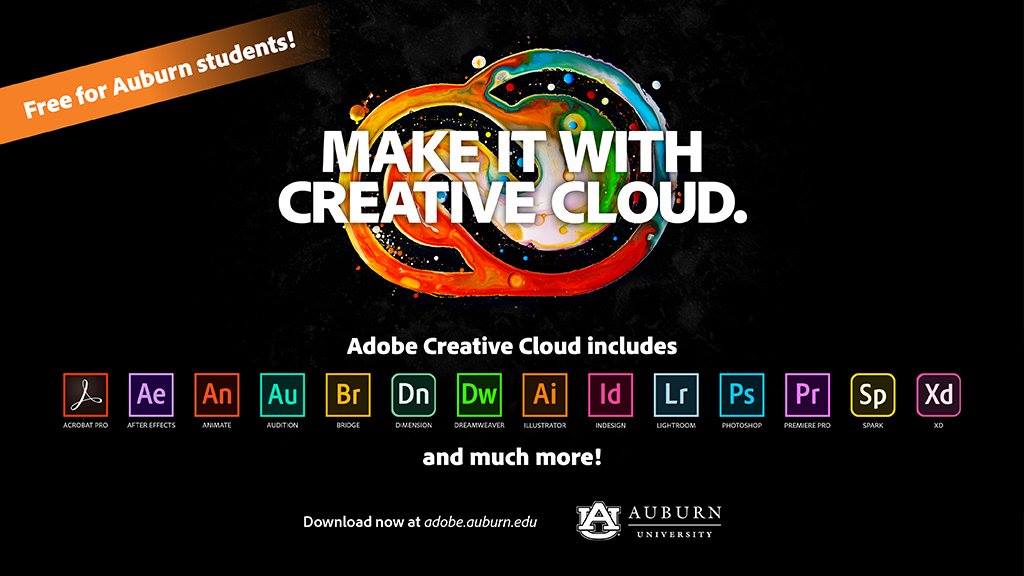 Free for Auburn students!
MAKE IT WITH
CREATIVE CLOUD.
Adobe Creative Cloud includes
Ae An Au Br Dn Dw Ai Id Lr Ps Pr Sp Xd
ACROBAT PRO AFTER EFFECTS ANIMATE AUDITION BRIDGE DIMENSION DREAMWEAVER ILLUSTRATOR INDESIGN LIGHTROOM PHOTOSHOP PREMIERE PRO SPARK XD
and much more!
Download now at adobe.auburn.edu
AU AUBURN
UNIVERSITY